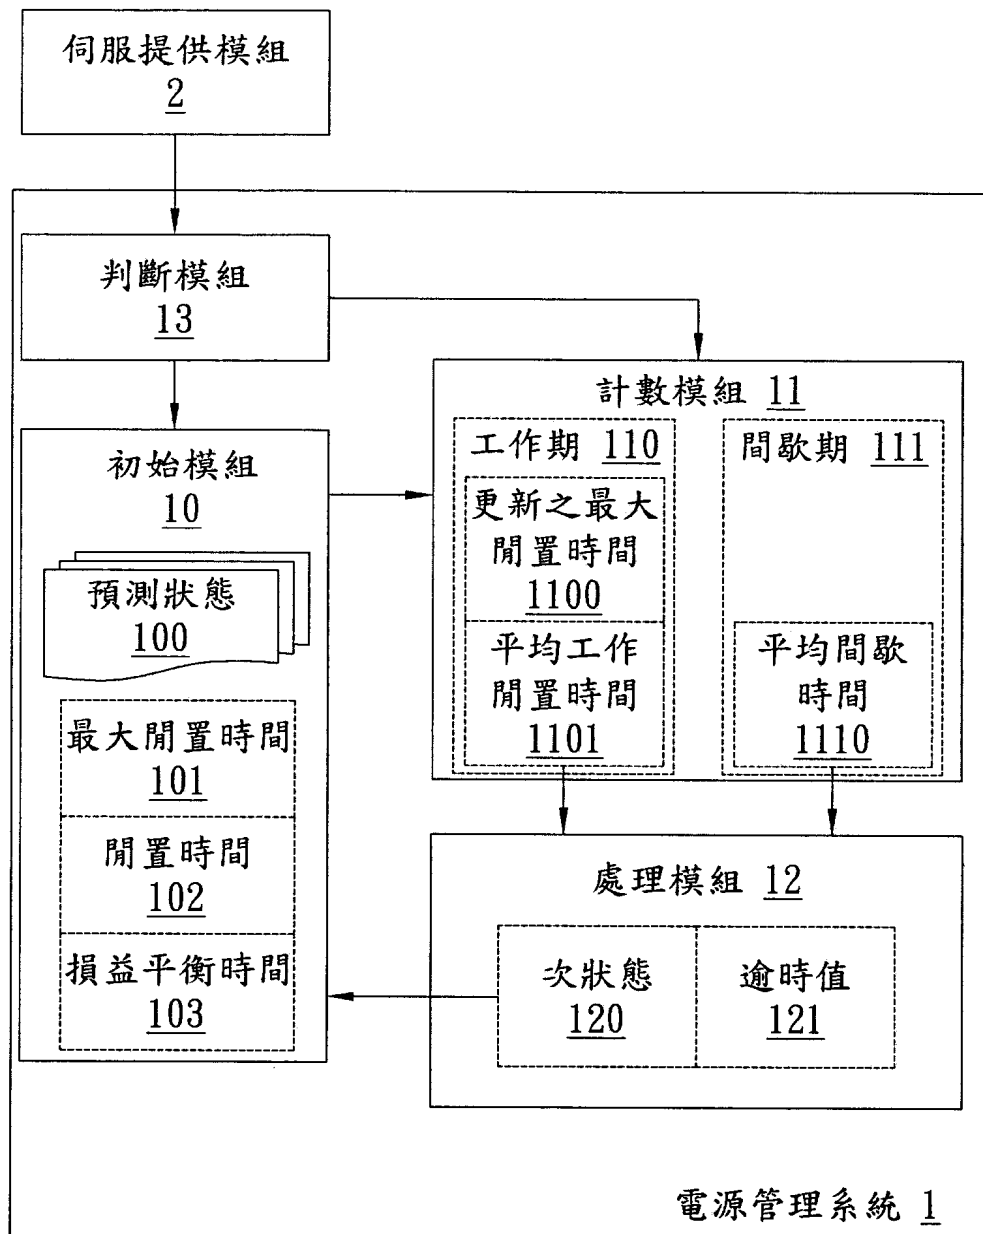 伺服提供模組
2
判斷模組
13
初始模組
10
預測狀態
100
最大閒置時間
101
閒置時間
102
損益平衡時間
103
計數模組 11
工作期 110
更新之最大
閒置時間
1100
平均工作
閒置時間
1101
間歇期 111
平均間歇
時間
1110
處理模組 12
次狀態
120
逾時值
121
電源管理系統 1